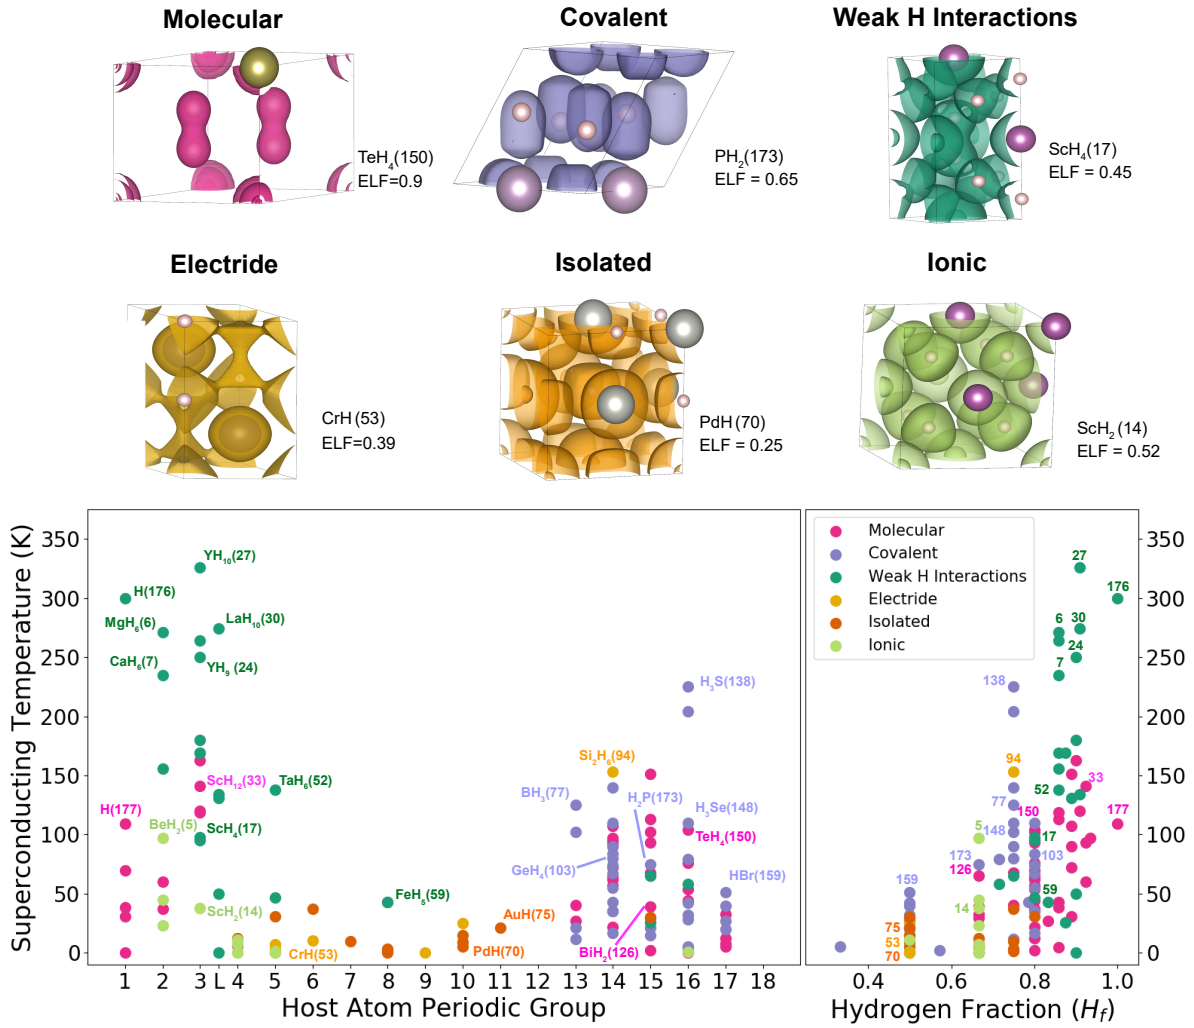 Molecular
Covalent
Weak H Interactions
TeH4(150)
ELF=0.9
PH2(173)
ELF = 0.65
ScH4(17)
ELF = 0.45
Electride
Isolated
Ionic
CrH (53)
ELF=0.39
PdH (70)
ELF = 0.25
ScH2 (14)
ELF = 0.52
Superconducting Temperature (K)
350
300
250
200
150
100
50
0
YH10(27)
H(176)
MgH6(6)
LaH10(30)
CaH6(7)
YH9 (24)
H3S(138)
Si2H6(94)
ScH12(33)
TaH6(52)
BH3(77)
H2P(173)
H(177)
BeH2(5)
H3Se(148)
ScH4(17)
TeH4(150)
GeH4(103)
FeH5(59)
HBr(159)
ScH2(14)
AuH(75)
CrH(53)
PdH(70)
BiH2(126)
1 2 3 L 4 5 6 7 8 9 10 11 12 13 14 15 16 17 18
Host Atom Periodic Group
Molecular
Covalent
Weak H Interactions
Electride
Isolated
Ionic
27
176
6
30
24
7
138
94
33
52
77
150
177
5
148
17
173
103
126
159
59
14
75
53
70
350
300
250
200
150
100
50
0
0.4 0.6 0.8 1.0
Hydrogen Fraction (Hf)